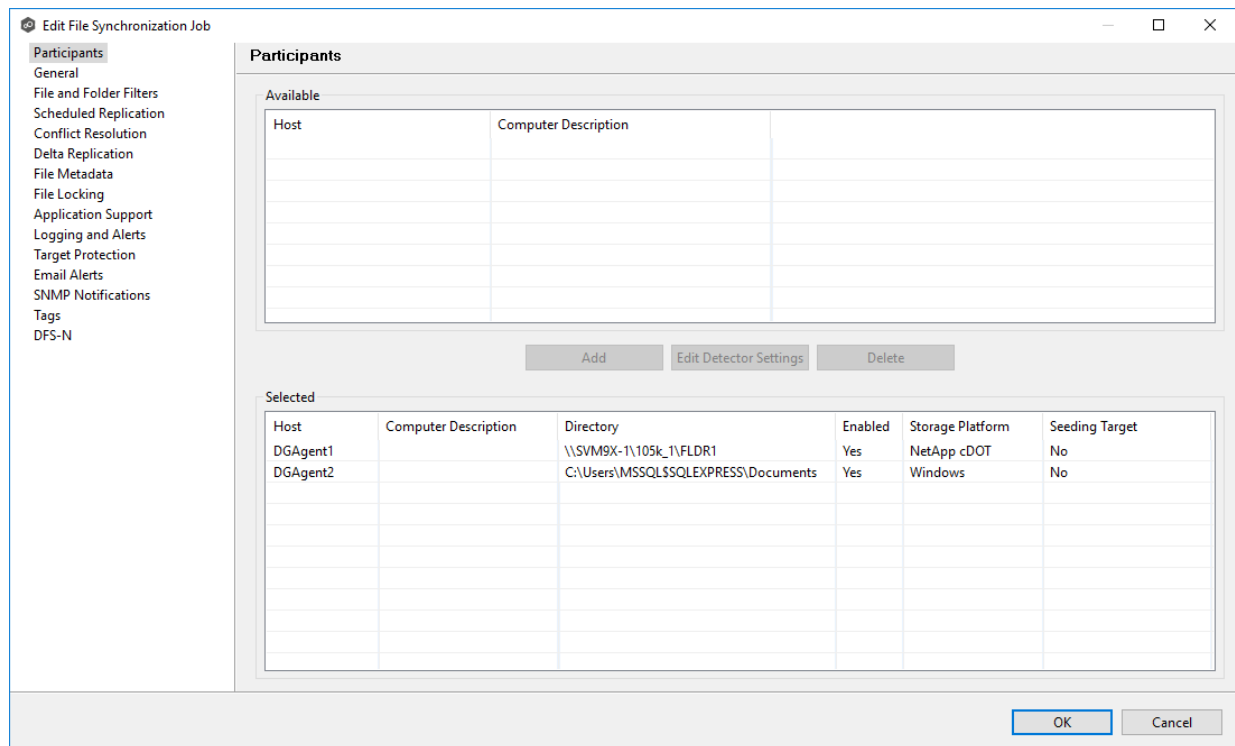 Edit File Synchronization Job
Participants
General
File and Folder Filters
Scheduled Replication
Conflict Resolution
Delta Replication
File Metadata
File Locking
Application Support
Logging and Alerts
Target Protection
Email Alerts
SNMP Notifications
Tags
DFS-N
Participants
Available
Host Computer Description
Add Edit Detector Settings Delete
Selected
Host Computer Description Directory Enabled Storage Platform Seeding Target
DGAgent1 \\SVM9X-1\105k_1\FLDR1 Yes NetApp cDOT No
DGAgent2 C:\Users\MSSQL$SQLEXPRESS\Documents Yes Windows No
OK Cancel